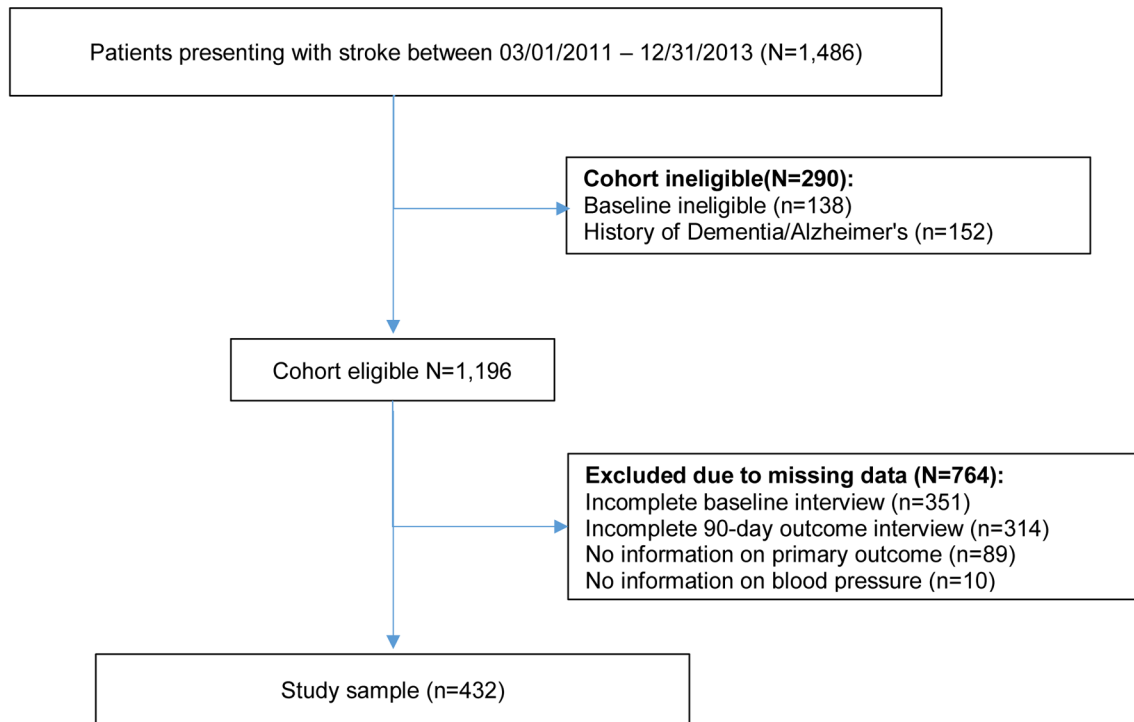 Patients presenting with stroke between 03/01/2011 – 12/31/2013 (N=1,486)
Cohort ineligible(N=290):
Baseline ineligible (n=138)
History of Dementia/Alzheimer's (n=152)
Cohort eligible N=1,196
Excluded due to missing data (N=764):
Incomplete baseline interview (n=351)
Incomplete 90-day outcome interview (n=314)
No information on primary outcome (n=89)
No information on blood pressure (n=10)
Study sample (n=432)